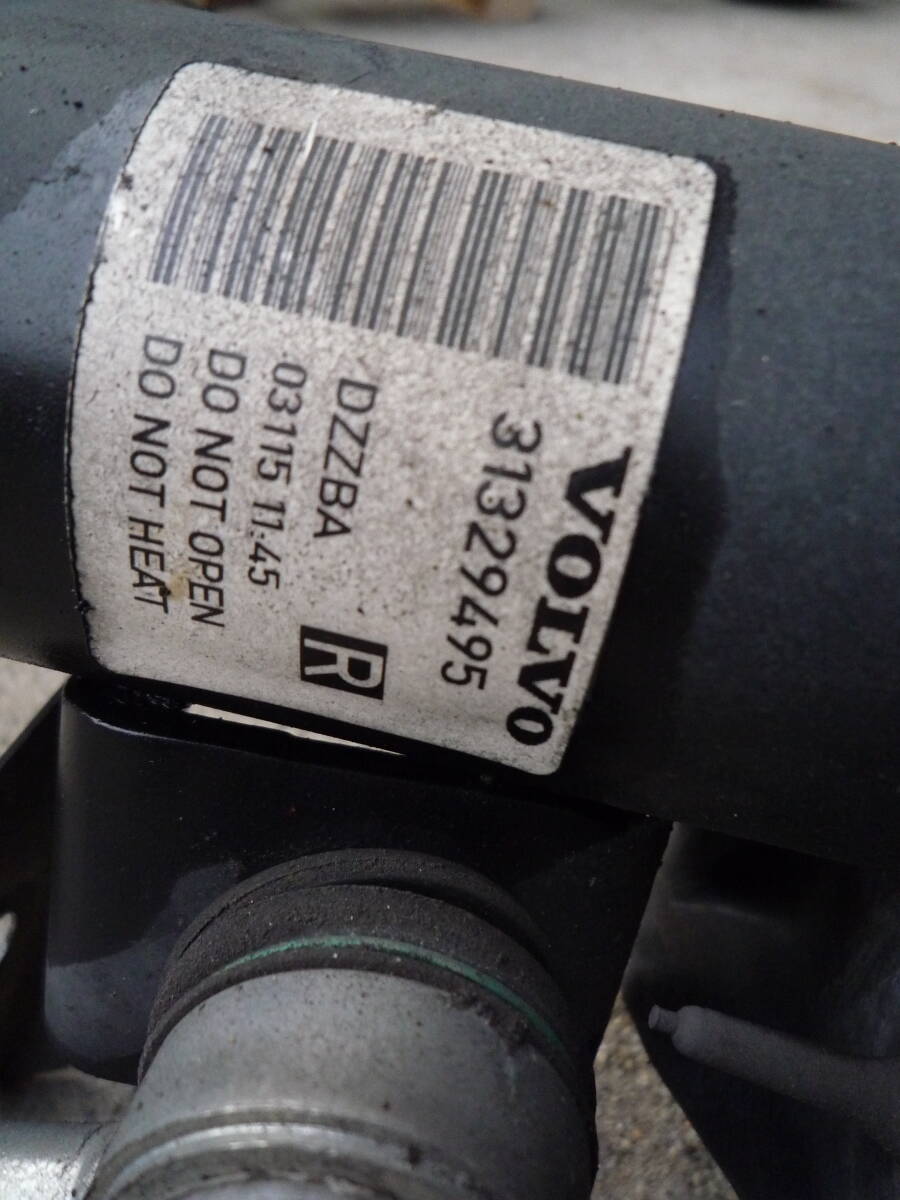 VOLVO
31329495
DZZBA
R
03115 11.45
DO NOT OPEN
DO NOT HEAT